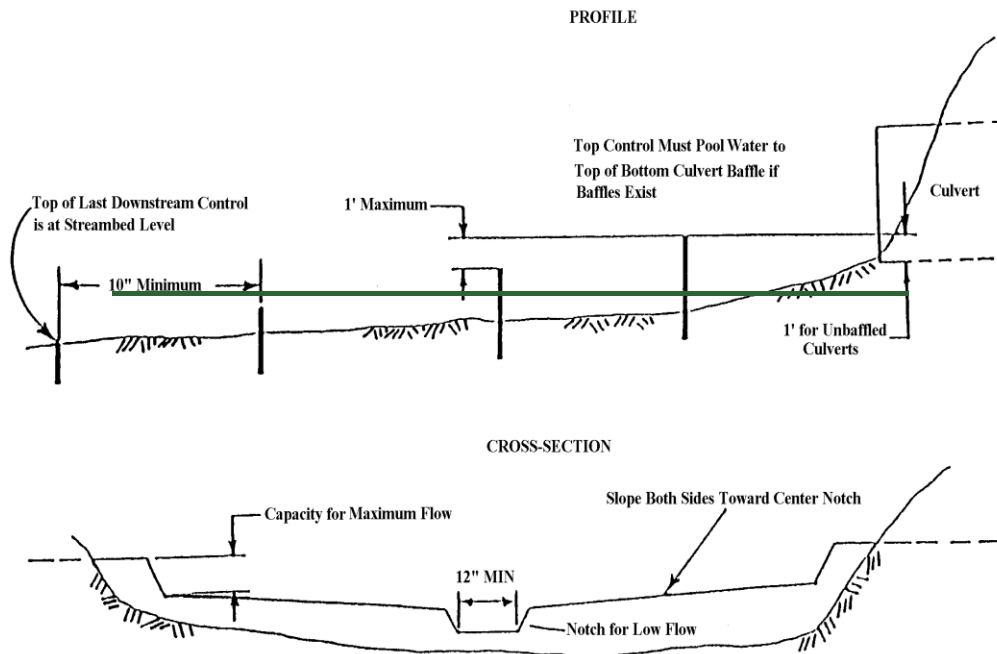 PROFILE
Top Control Must Pool Water to
Top of Bottom Culvert Baffle if
Baffles Exist
Culvert
Top of Last Downstream Control
is at Streambed Level
1' Maximum
10" Minimum
1' for Unbaffled
Culverts
CROSS-SECTION
Slope Both Sides Toward Center Notch
Capacity for Maximum Flow
12" MIN
Notch for Low Flow